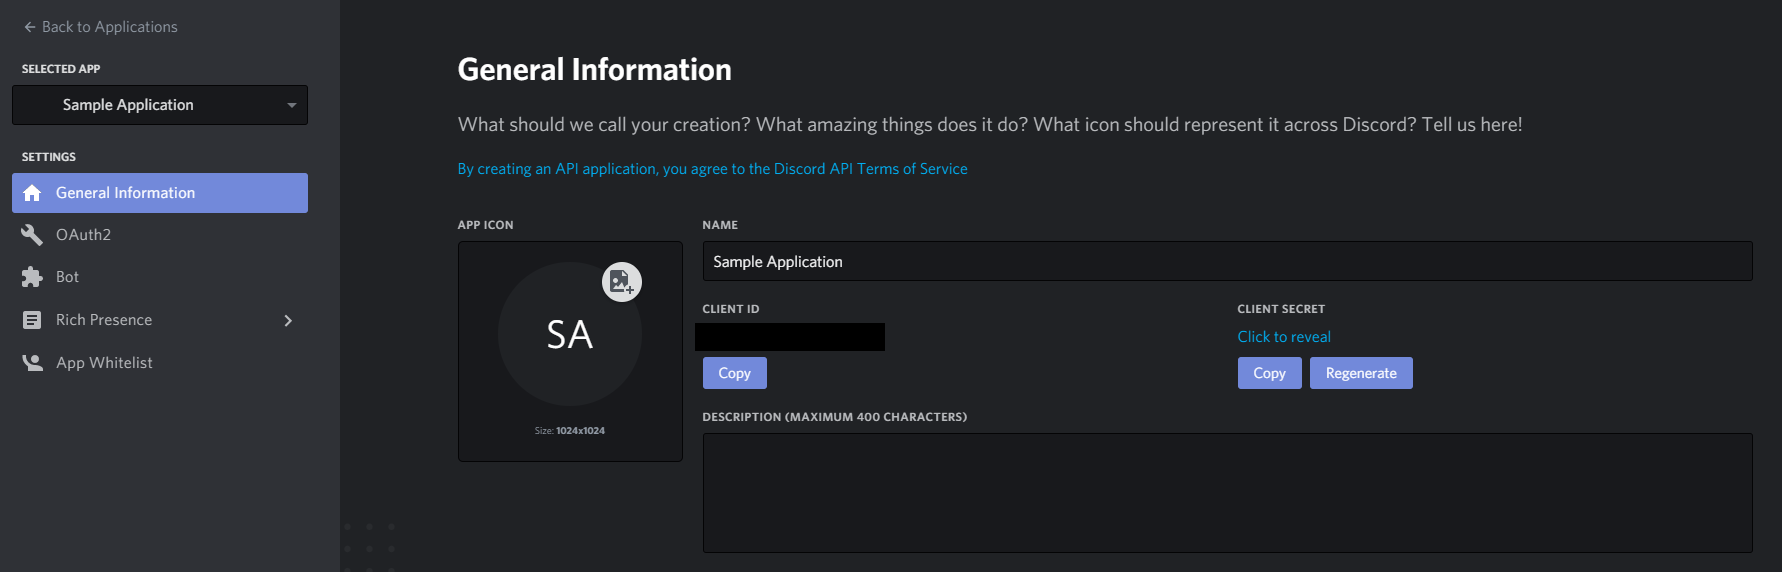 Back to Applications
SELECTED APP
Sample Application
SETTINGS
General Information
OAuth2
Bot
Rich Presence
App Whitelist
General Information
What should we call your creation? What amazing things does it do? What icon should represent it across Discord? Tell us here!
By creating an API application, you agree to the Discord API Terms of Service
APP ICON
SA
Size: 1024x1024
NAME
Sample Application
CLIENT ID
Copy
CLIENT SECRET
Click to reveal
Copy
Regenerate
DESCRIPTION (MAXIMUM 400 CHARACTERS)